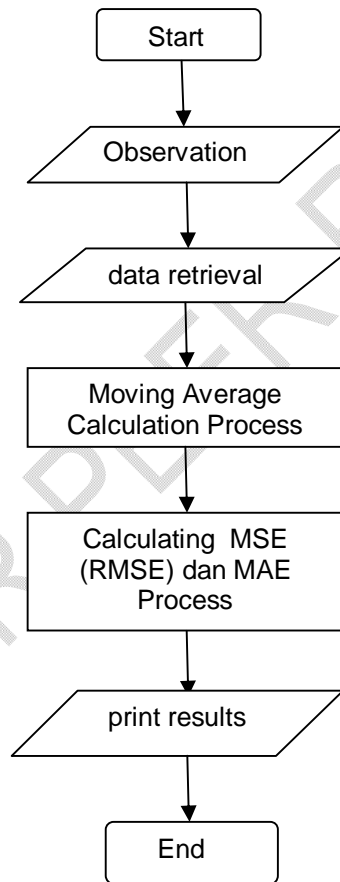 Start
Observation
data retrieval
Moving Average
Calculation Process
Calculating MSE
(RMSE) dan MAE
Process
print results
End